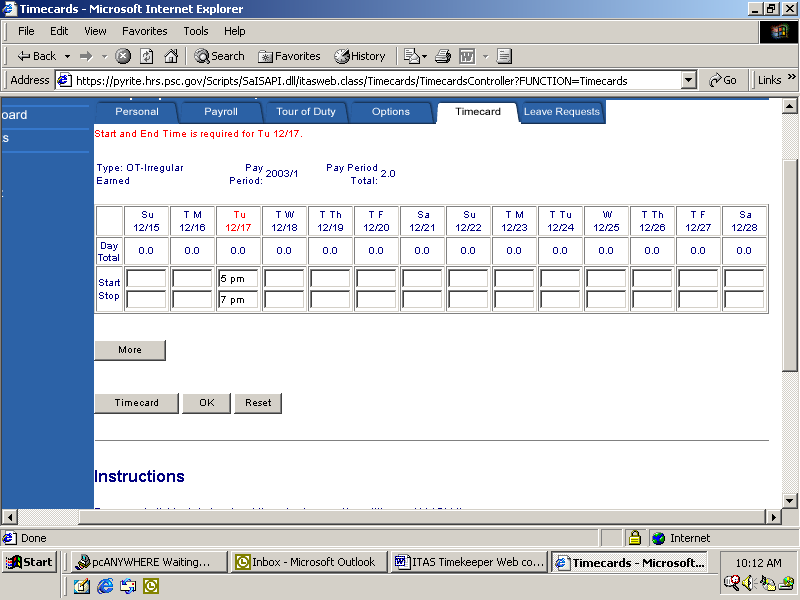 Timecards - Microsoft Internet Explorer
File Edit View Favorites Tools Help
Back Search Favorites History
Address https://pyrite.hrs.psc.gov/Scripts/SaISAPI.dll/itasweb.class/Timecards/TimecardsController?FUNCTION=Timecards Go Links »
oard
s
Personal Payroll Tour of Duty Options Timecard Leave Requests
Start and End Time is required for Tu 12/17.
Type: OT-Irregular Pay 2003/1 Pay Period 2.0
Earned Period: Total:
Su T M Tu T W T Th T F Sa Su T M T Tu W T Th T F Sa
12/15 12/16 12/17 12/18 12/19 12/20 12/21 12/22 12/23 12/24 12/25 12/26 12/27 12/28
Day 0.0 0.0 0.0 0.0 0.0 0.0 0.0 0.0 0.0 0.0 0.0 0.0 0.0 0.0
Total
Start 5 pm
Stop 7 pm
More
Timecard OK Reset
Instructions
Done Internet
Start pcANYWHERE Waiting... Inbox - Microsoft Outlook ITAS Timekeeper Web co... Timecards - Microsoft... 10:12 AM